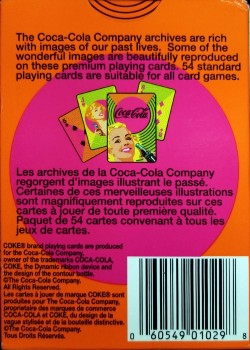 The Coca-Cola Company archives are rich
with images of our past lives. Some of the
wonderful images are beautifully reproduced
on these premium playing cards. 54 standard
playing cards are suitable for all card games.
Coca-Cola
Les archives de la Coca-Cola Company
regorgent d'images illustrant le passé.
Certaines de ces merveilleuses illustrations
sont magnifiquement reproduites sur ces
cartes à jouer de toute première qualité.
Paquet de 54 cartes convenant à tous les
jeux de cartes.
COKE® brand playing cards are produced
for the Coca-Cola Company,
owner of the trademarks COCA-COLA,
COKE, the Dynamic ribbon device and
the design of the contour bottle.
©The Coca-Cola Company.
All Rights Reserved.
Les cartes à jouer de marque COKE® sont
produites pour The Coca-Cola Company,
propriétaire des marques de commerce
COCA-COLA et COKE, du design de la
vague stylisée et de la bouteille distinctive.
©The Coca-Cola Company.
Tous Droits Réservés.
0 60549 01029 8